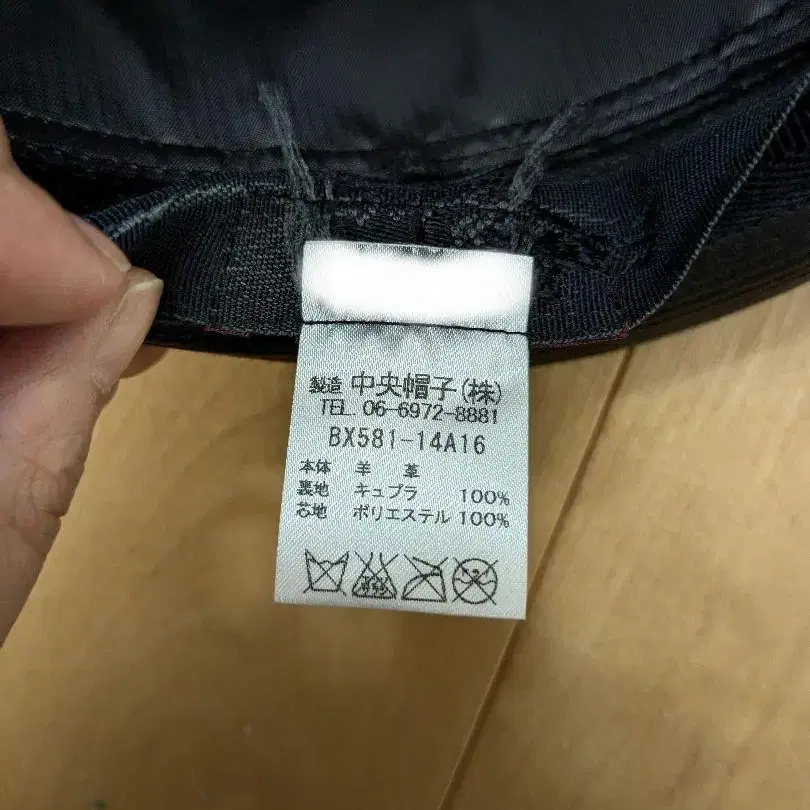 製造 中央帽子(株)
TEL. 06-6972-8881
BX581-14A16
本体 羊 革
裏地 キュプラ 100%
芯地 ポリエステル 100%